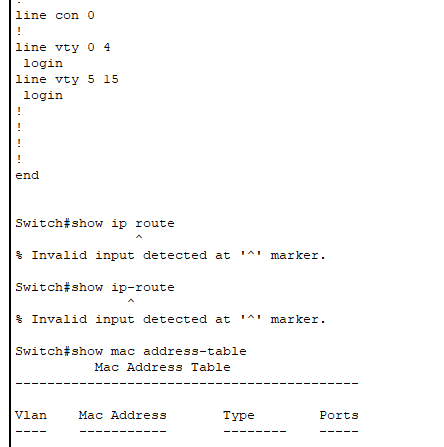 !
line con 0
!
line vty 0 4
 login
line vty 5 15
 login
!
!
!
!
end
Switch#show ip route
               ^
% Invalid input detected at '^' marker.
Switch#show ip-route
              ^
% Invalid input detected at '^' marker.
Switch#show mac address-table
          Mac Address Table
-------------------------------------------
Vlan    Mac Address       Type        Ports
----    -----------       --------    -----